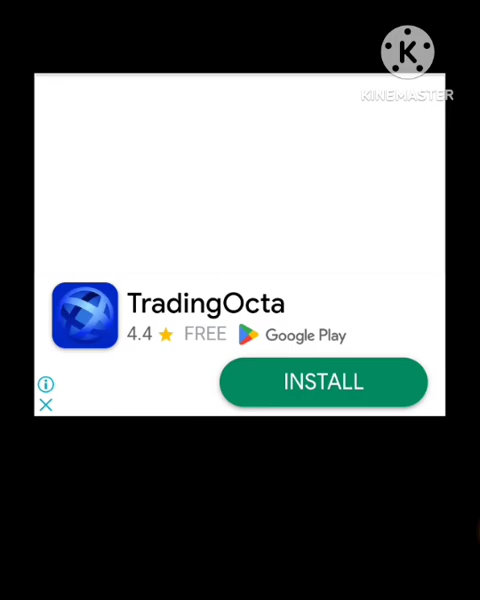 K
KINEMASTER
TradingOcta
4.4 ★ FREE Google Play
INSTALL